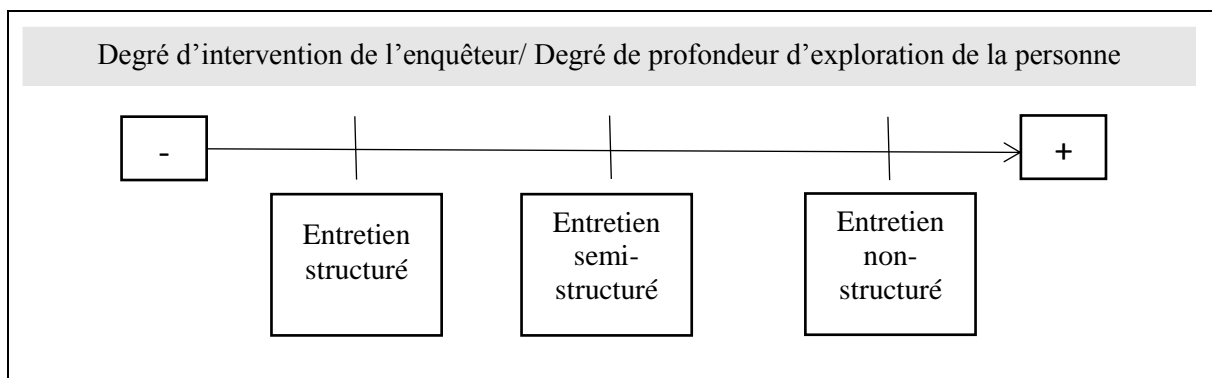 Degré d'intervention de l'enquêteur/ Degré de profondeur d'exploration de la personne
-
+
Entretien
structuré
Entretien
semi-
structuré
Entretien
non-
structuré